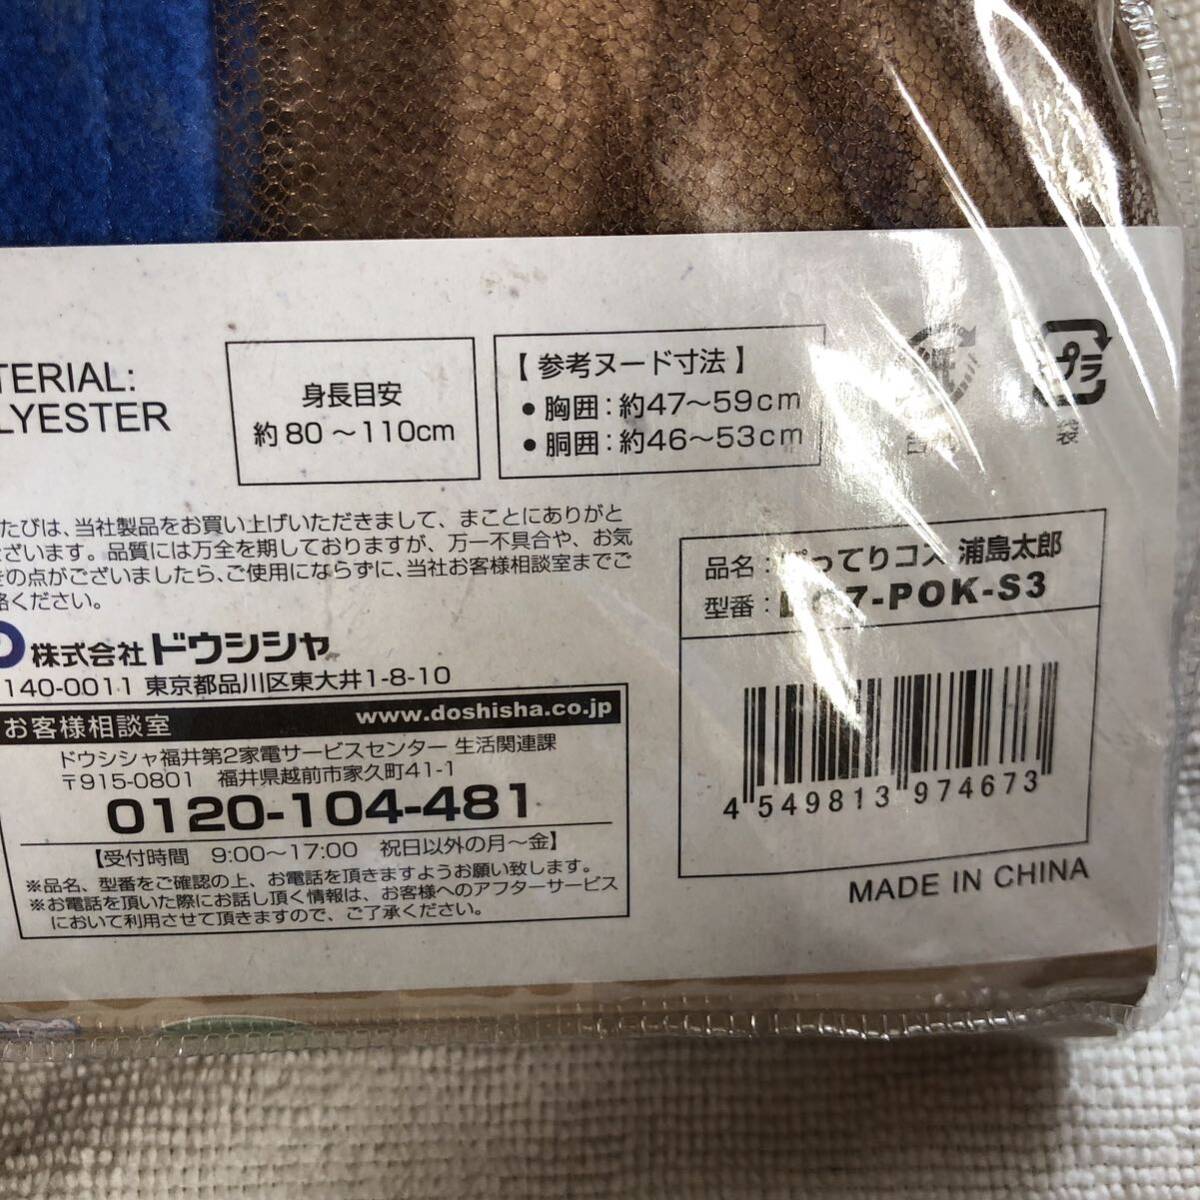 TERIAL:
LYESTER
身長目安
約80～110cm
【参考ヌード寸法】
●胸囲：約47～59cm
●胴囲：約46～53cm
プラ
袋
たびは、当社製品をお買い上げいただきまして、まことにありがと
ざいます。品質には万全を期しておりますが、万一不具合や、お気
きの点がございましたら、ご使用にならずに、当社お客様相談室までご
絡ください。
株式会社ドウシシャ
140-0011 東京都品川区東大井1-8-10
お客様相談室 www.doshisha.co.jp
ドウシシャ福井第2家電サービスセンター 生活関連課
〒915-0801 福井県越前市家久町41-1
0120-104-481
【受付時間 9:00～17:00 祝日以外の月～金】
※品名、型番をご確認の上、お電話を頂きますようお願い致します。
※お電話を頂いた際にお話し頂く情報は、お客様へのアフターサービス
において利用させて頂きますので、ご了承ください。
品名：ぽってりコス 浦島太郎
型番：7-POK-S3
4 549813 974673
MADE IN CHINA